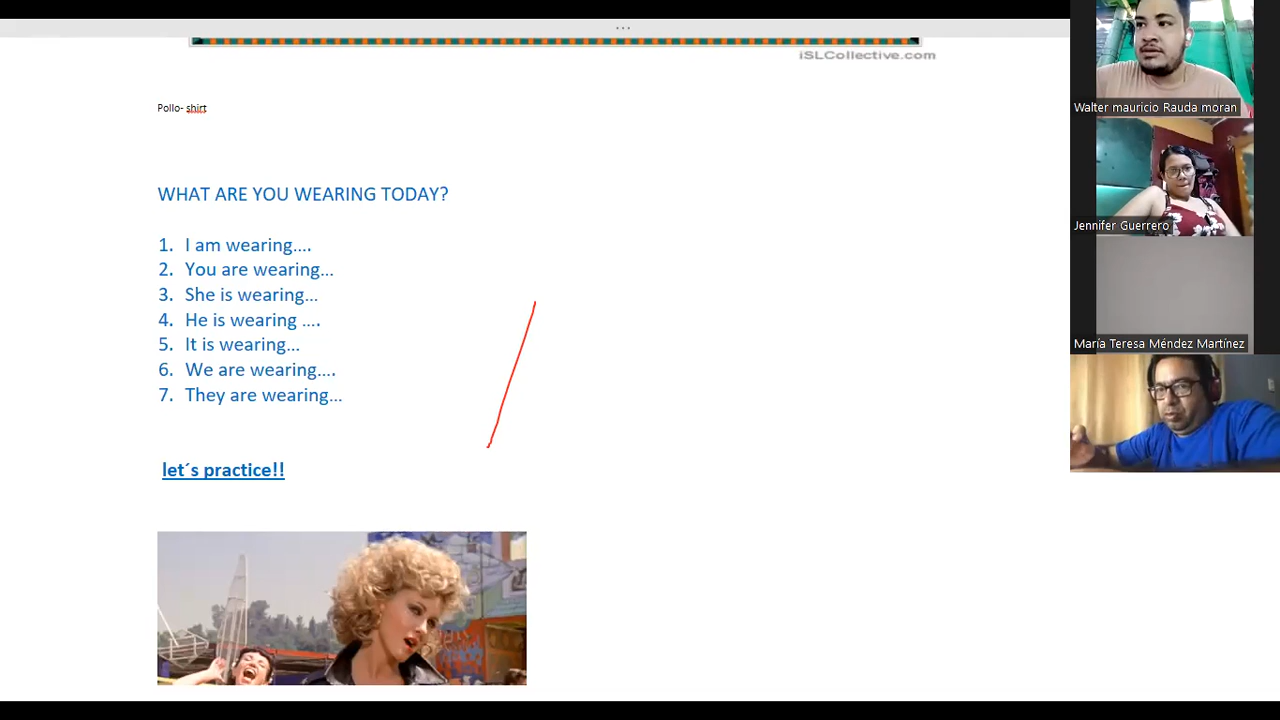 iSLCollective.com
Pollo- shirt
WHAT ARE YOU WEARING TODAY?
1. I am wearing….
2. You are wearing…
3. She is wearing…
4. He is wearing ….
5. It is wearing…
6. We are wearing….
7. They are wearing…
let´s practice!!
Walter mauricio Rauda moran
Jennifer Guerrero
María Teresa Méndez Martínez